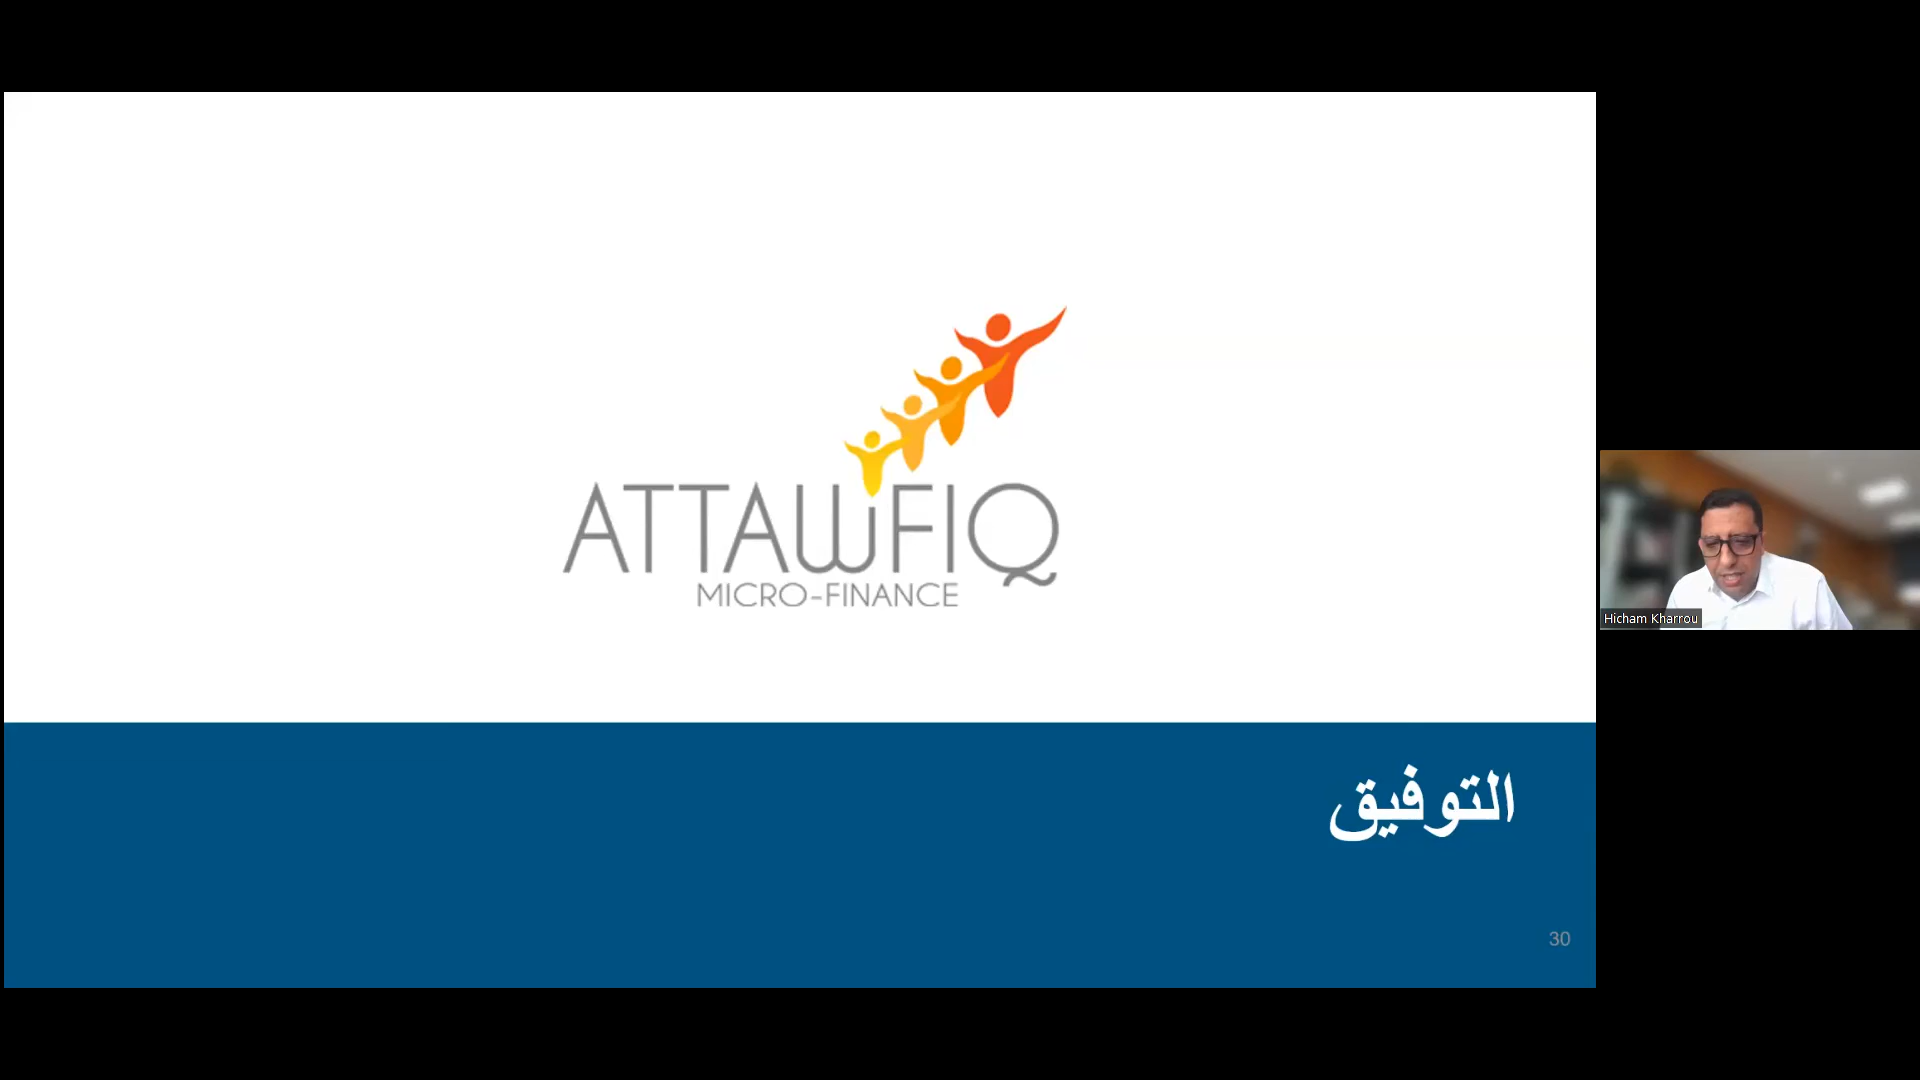 ATTAWFIQ
MICRO-FINANCE
التوفيق
30
Hicham Kharrou